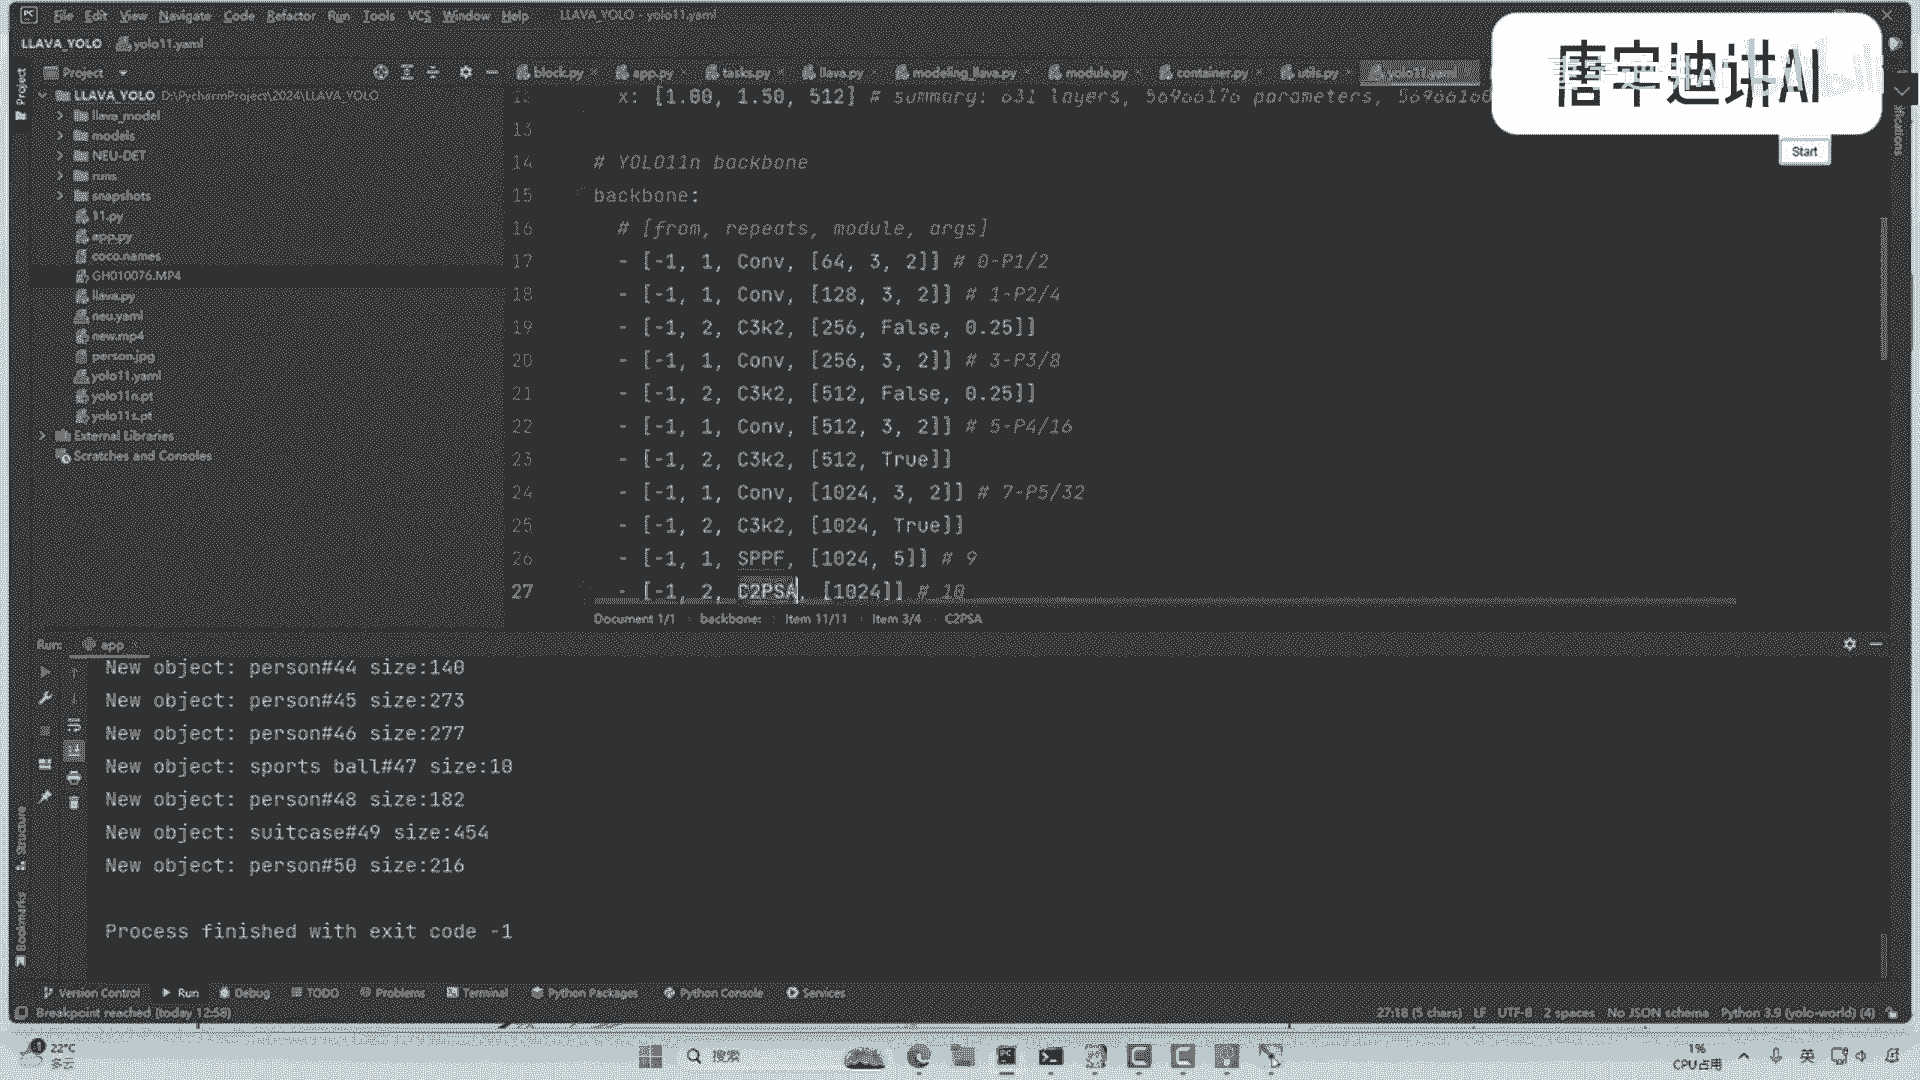 File Edit View Navigate Code Refactor Run Tools VCS Window Help LLAVA_YOLO - yolo11.yaml
LLAVA_YOLO yolo11.yaml
唐宇迪讲AI
Start
Project
block.py app.py tasks.py llava.py modeling_llava.py module.py container.py utils.py yolo11.yaml
Project
LLAVA_YOLO D:\PycharmProject\2024\LLAVA_YOLO
llava_model
models
NEU-DET
runs
snapshots
11.py
app.py
coco.names
GH010076.MP4
llava.py
neu.yaml
new.mp4
person.jpg
yolo11.yaml
yolo11n.pt
yolo11s.pt
External Libraries
Scratches and Consoles
x: [1.00, 1.50, 512] # summary: 631 layers, 56966176 parameters,
13
14 # YOLO11n backbone
15 backbone:
16 # [from, repeats, module, args]
17 - [-1, 1, Conv, [64, 3, 2]] # 0-P1/2
18 - [-1, 1, Conv, [128, 3, 2]] # 1-P2/4
19 - [-1, 2, C3k2, [256, False, 0.25]]
20 - [-1, 1, Conv, [256, 3, 2]] # 3-P3/8
21 - [-1, 2, C3k2, [512, False, 0.25]]
22 - [-1, 1, Conv, [512, 3, 2]] # 5-P4/16
23 - [-1, 2, C3k2, [512, True]]
24 - [-1, 1, Conv, [1024, 3, 2]] # 7-P5/32
25 - [-1, 2, C3k2, [1024, True]]
26 - [-1, 1, SPPF, [1024, 5]] # 9
27 - [-1, 2, C2PSA, [1024]] # 10
Document 1/1 backbone: Item 11/11 Item 3/4 C2PSA
Run: app
New object: person#44 size:140
New object: person#45 size:273
New object: person#46 size:277
New object: sports ball#47 size:10
New object: person#48 size:182
New object: suitcase#49 size:454
New object: person#50 size:216
Process finished with exit code -1
Structure
Bookmarks
Version Control Run Debug TODO Problems Terminal Python Packages Python Console Services
Breakpoint reached (today 12:58)
27:18 (5 chars) LF UTF-8 2 spaces No JSON schema Python 3.9 (yolo-world) (4)
22°C
多云
搜索
1%
CPU占用
英